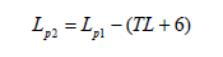 L_{p2} = L_{p1} − (TL + 6)